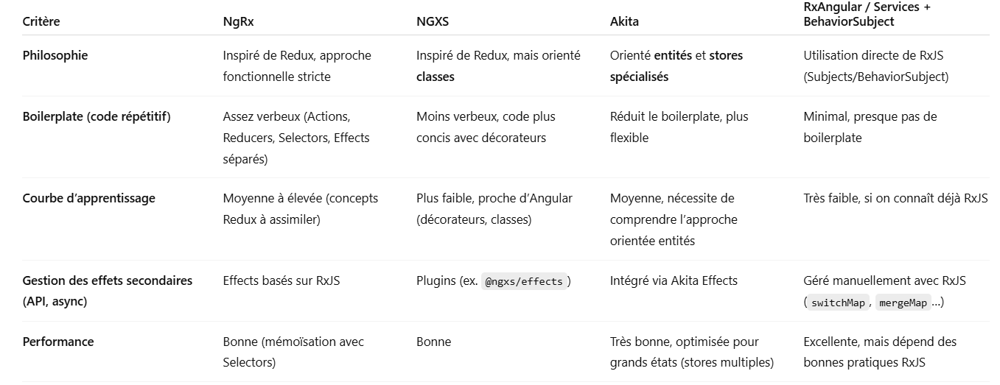 Critère NgRx NGXS Akita RxAngular / Services +
BehaviorSubject
Philosophie Inspiré de Redux, approche Inspiré de Redux, mais orienté Orienté entités et stores Utilisation directe de RxJS
fonctionnelle stricte classes spécialisés (Subjects/BehaviorSubject)
Boilerplate (code répétitif) Assez verbeux (Actions, Moins verbeux, code plus Réduit le boilerplate, plus Minimal, presque pas de
Reducers, Selectors, Effects concis avec décorateurs flexible boilerplate
séparés)
Courbe d’apprentissage Moyenne à élevée (concepts Plus faible, proche d’Angular Moyenne, nécessite de Très faible, si on connaît déjà RxJS
Redux à assimiler) (décorateurs, classes) comprendre l’approche
orientée entités
Gestion des effets secondaires Effects basés sur RxJS Plugins (ex. @ngxs/effects) Intégré via Akita Effects Géré manuellement avec RxJS
(API, async) (switchMap, mergeMap…)
Performance Bonne (mémoïsation avec Bonne Très bonne, optimisée pour Excellente, mais dépend des
Selectors) grands états (stores multiples) bonnes pratiques RxJS